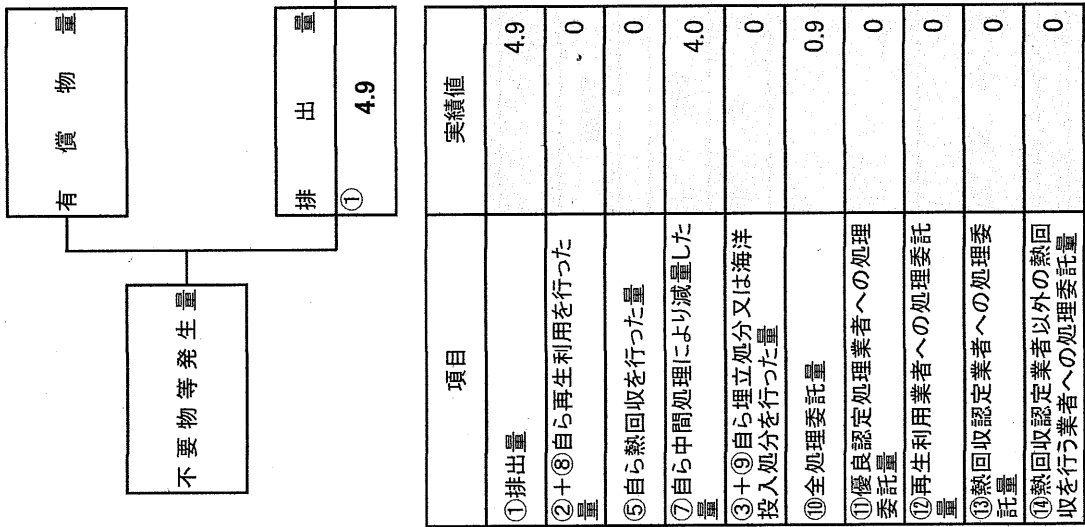 有償物量
不要物等発生量
排出量
①
4.9
項目 実績値
①排出量 4.9
②+⑧自ら再生利用を行った
量 0
⑤自ら熱回収を行った量 0
⑦自ら中間処理により減量した
量 4.0
③+⑨自ら埋立処分又は海洋
投入処分を行った量 0
⑩全処理委託量 0.9
⑪優良認定処理業者への処理
委託量 0
⑫再生利用業者への処理委託
量 0
⑬熱回収認定業者への処理委
託量 0
⑭熱回収認定業者以外の熱回
収を行う業者への処理委託量 0